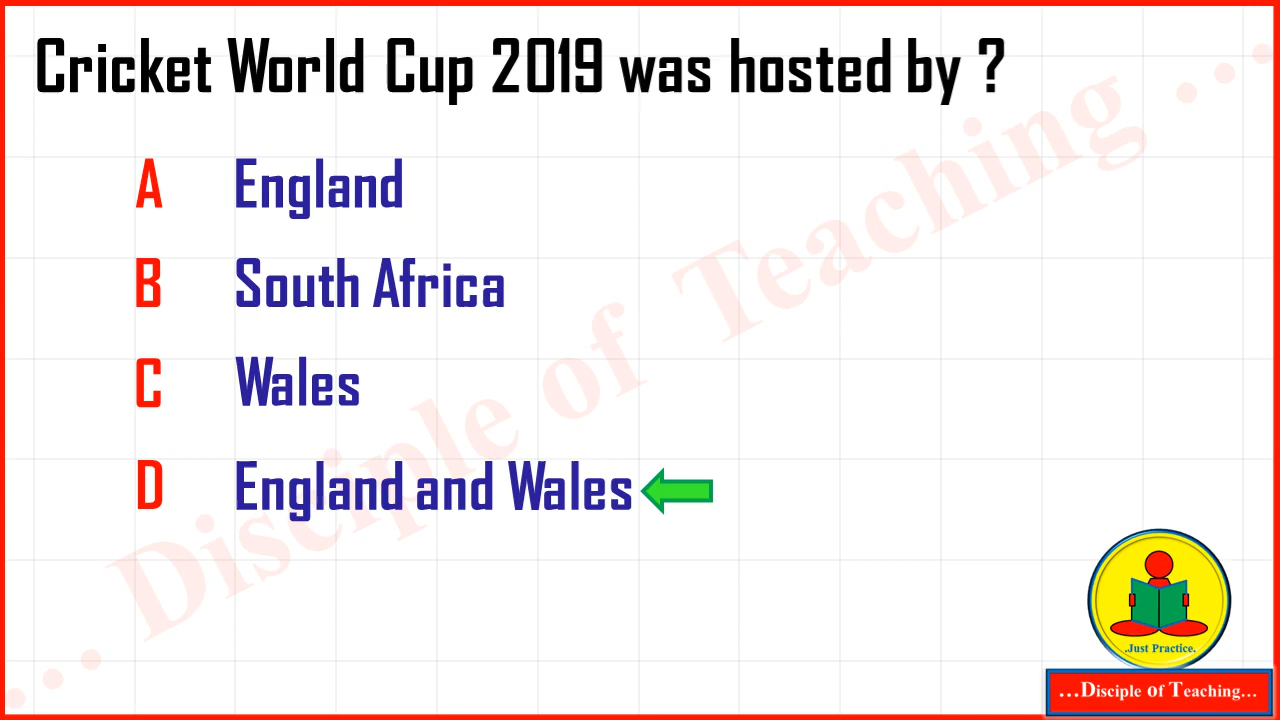 Cricket World Cup 2019 was hosted by ?
A England
B South Africa
C Wales
D England and Wales
... Disciple of Teaching ...
.Just Practice.
...Disciple of Teaching...